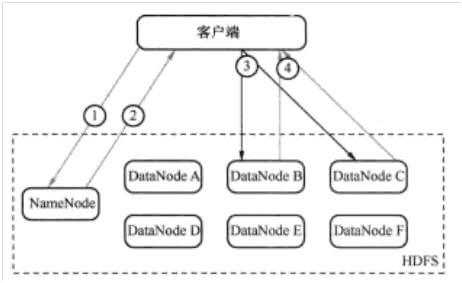 客户端
① ② ③ ④
DataNode A DataNode B DataNode C
NameNode
DataNode D DataNode E DataNode F
HDFS